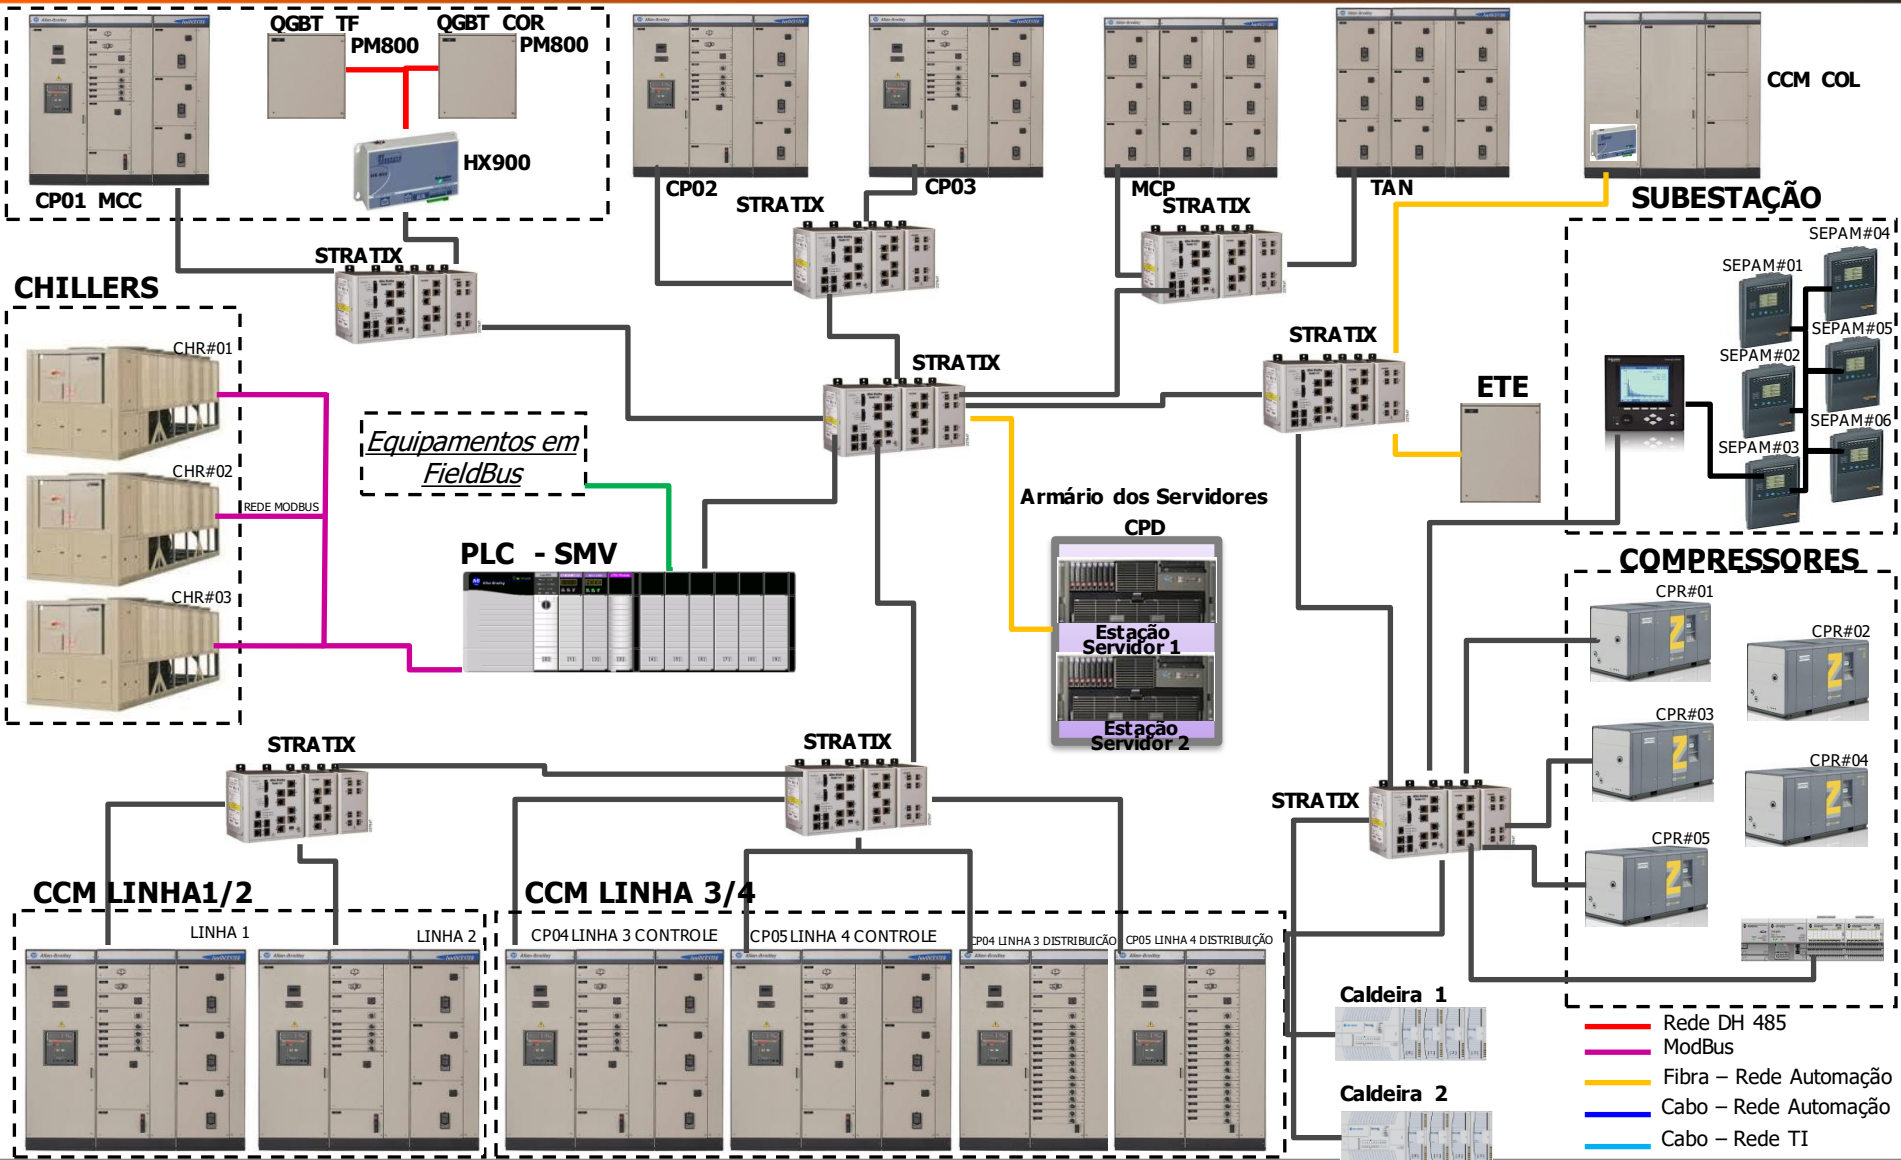 QGBT TF
PM800
QGBT COR
PM800
HX900
CP01 MCC
CP02
CP03
MCP
TAN
CCM COL
STRATIX
STRATIX
STRATIX
STRATIX
STRATIX
SUBESTAÇÃO
SEPAM#04
SEPAM#01
SEPAM#05
SEPAM#02
SEPAM#06
SEPAM#03
CHILLERS
CHR#01
CHR#02
REDE MODBUS
CHR#03
Equipamentos em
FieldBus
ETE
Armário dos Servidores
CPD
Estação
Servidor 1
Estação
Servidor 2
PLC - SMV
Allen-Bradley
COMPRESSORES
CPR#01
CPR#02
CPR#03
CPR#04
CPR#05
STRATIX
STRATIX
STRATIX
CCM LINHA1/2
LINHA 1
LINHA 2
CCM LINHA 3/4
CP04 LINHA 3 CONTROLE
CP05 LINHA 4 CONTROLE
CP04 LINHA 3 DISTRIBUICÃO
CP05 LINHA 4 DISTRIBUIÇÃO
Caldeira 1
Caldeira 2
Rede DH 485
ModBus
Fibra – Rede Automação
Cabo – Rede Automação
Cabo – Rede TI